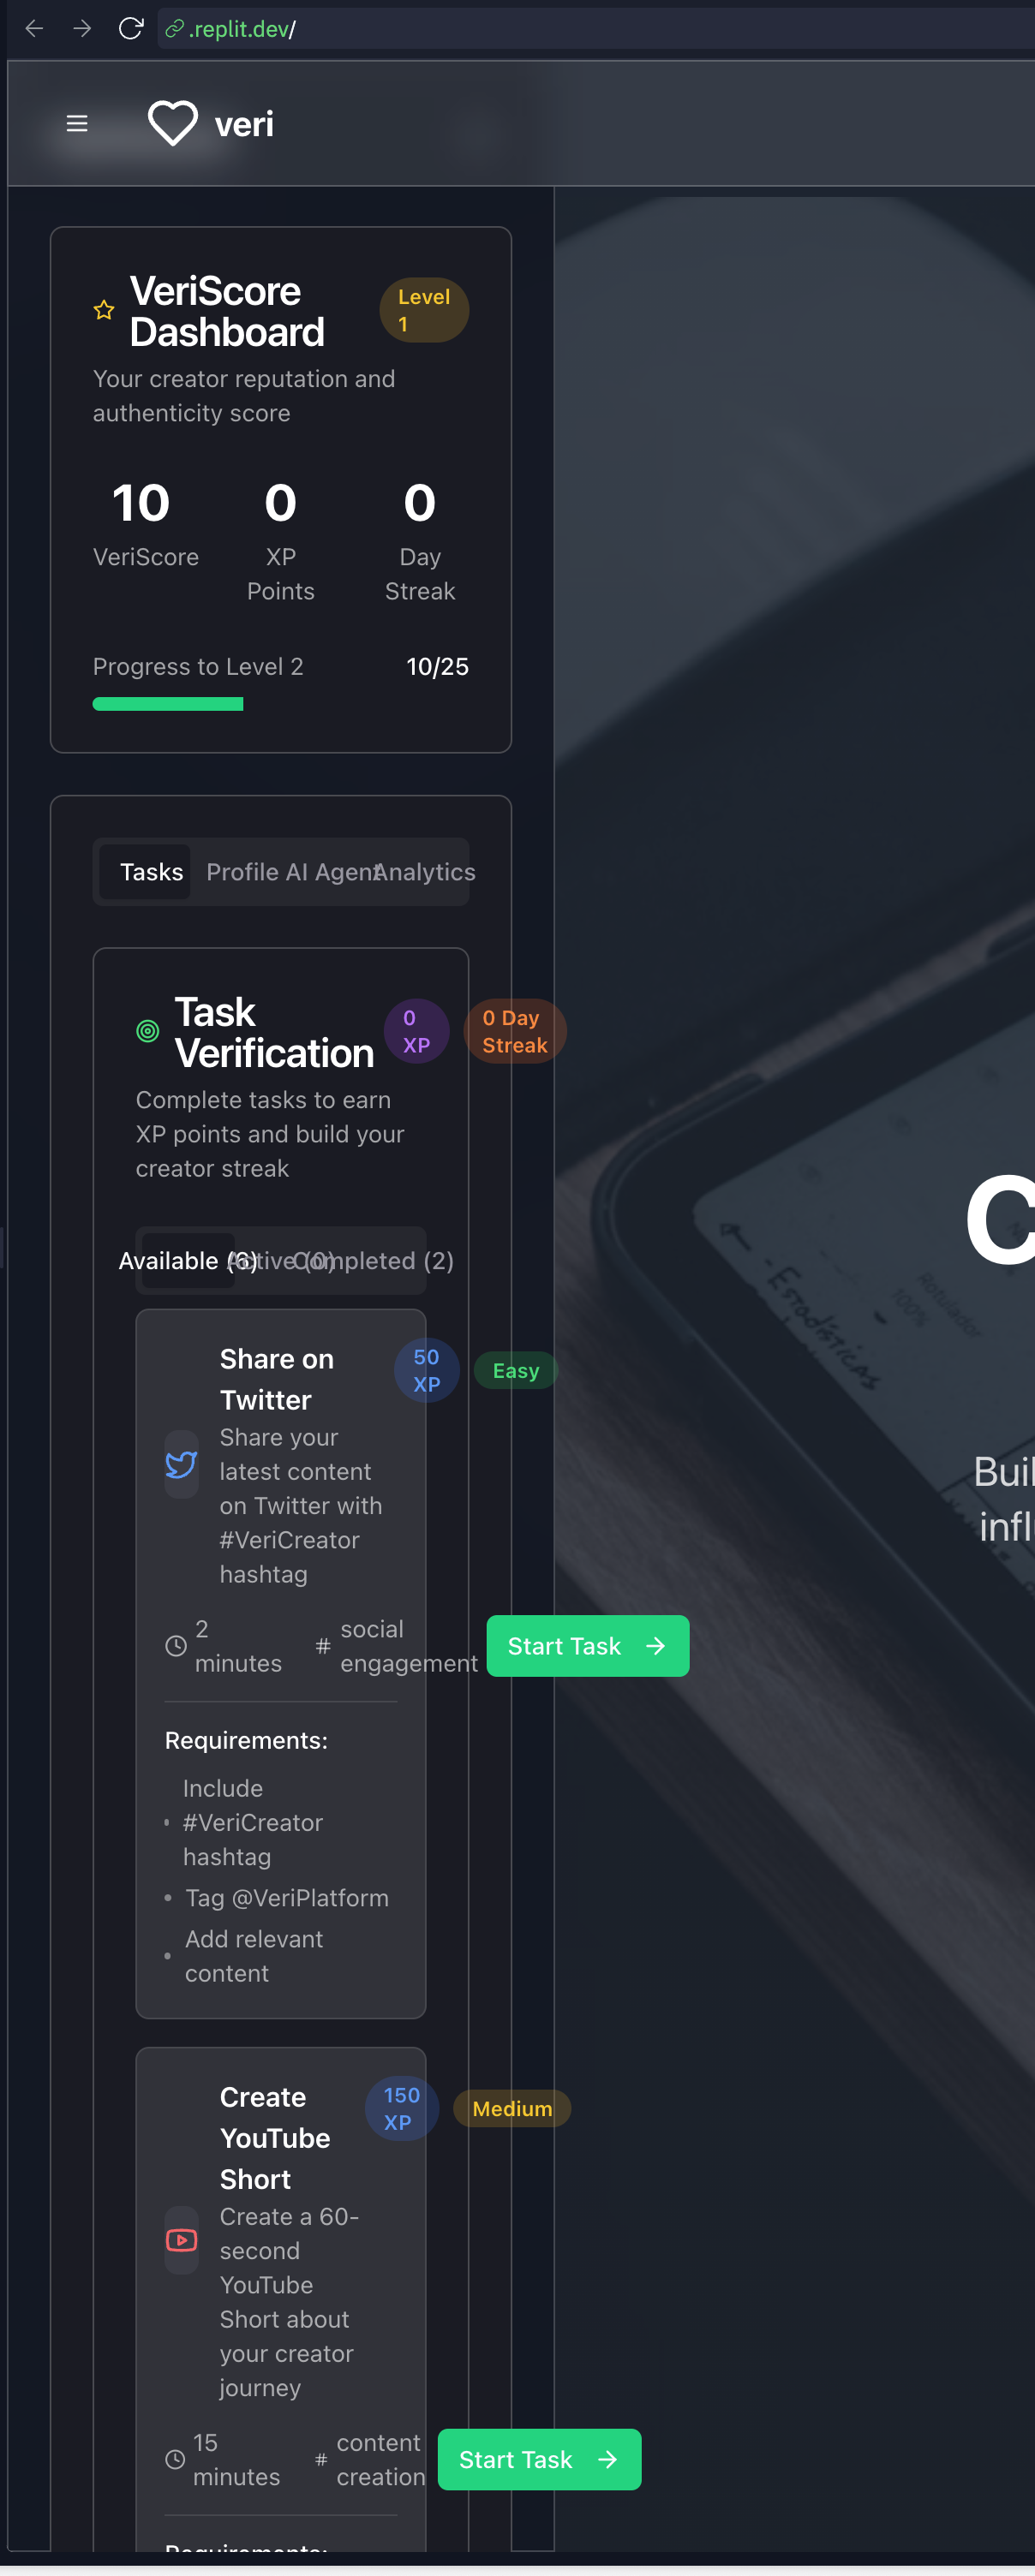 .replit.dev/
veri
VeriScore
Dashboard
Level
1
Your creator reputation and
authenticity score
10
0
0
VeriScore
XP
Points
Day
Streak
Progress to Level 2
10/25
Tasks
Profile
AI Agent
Analytics
Task
Verification
0
XP
0 Day
Streak
Complete tasks to earn
XP points and build your
creator streak
Available (6)
Active (0)
Completed (2)
Share on
Twitter
50
XP
Easy
Share your
latest content
on Twitter with
#VeriCreator
hashtag
2
minutes
# social
engagement
Start Task
Requirements:
• Include
#VeriCreator
hashtag
• Tag @VeriPlatform
• Add relevant
content
Create
YouTube
Short
150
XP
Medium
Create a 60-
second
YouTube
Short about
your creator
journey
15
minutes
# content
creation
Start Task
Requirements:
C
Buil
infl
-Estadísticas
100%
Rotulador